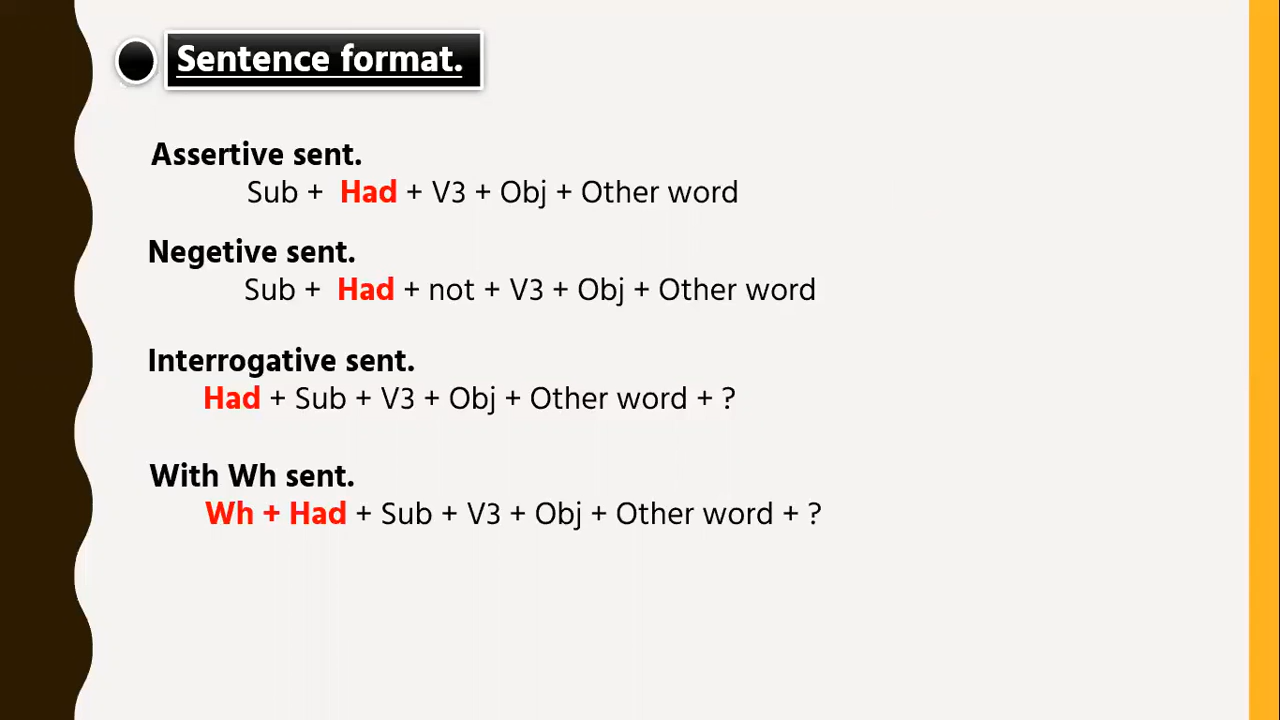 Sentence format.
Assertive sent.
Sub + Had + V3 + Obj + Other word
Negetive sent.
Sub + Had + not + V3 + Obj + Other word
Interrogative sent.
Had + Sub + V3 + Obj + Other word + ?
With Wh sent.
Wh + Had + Sub + V3 + Obj + Other word + ?